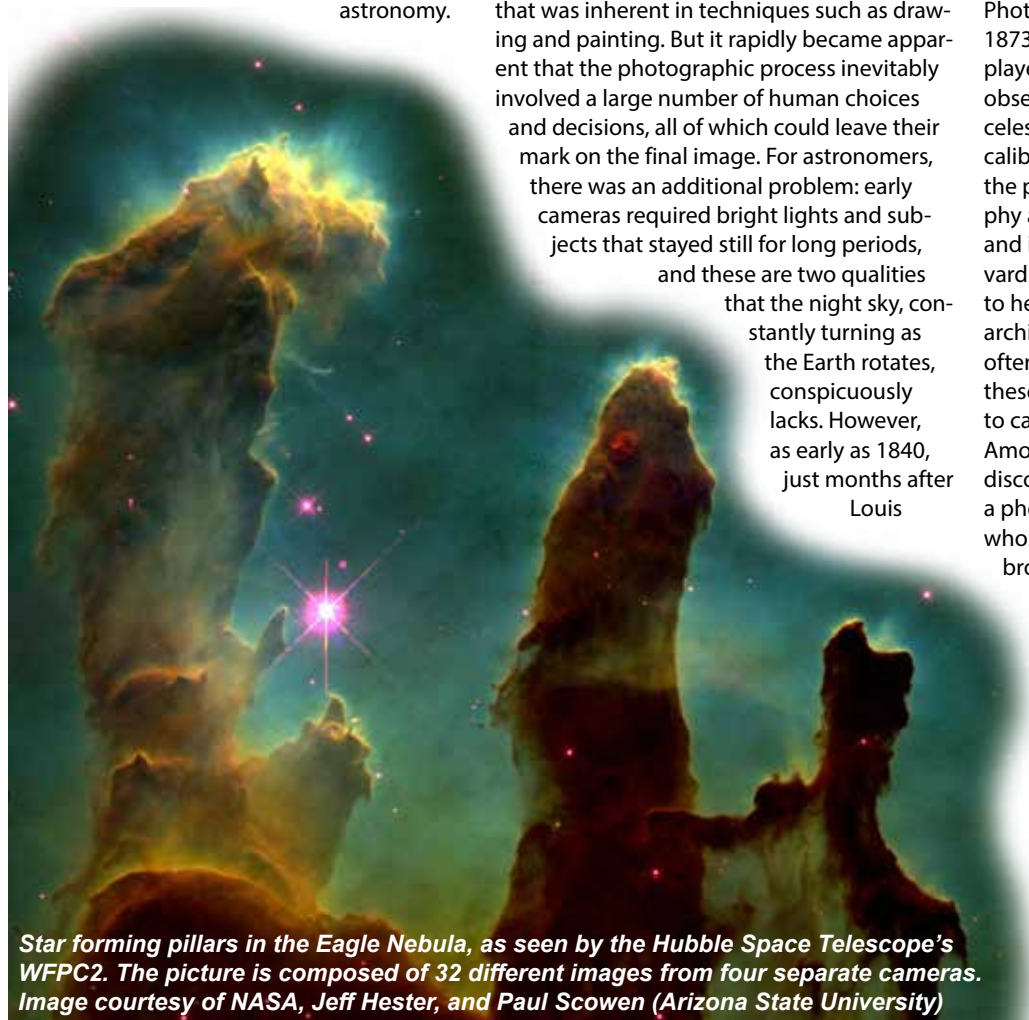 astronomy.
that was inherent in techniques such as draw-
ing and painting. But it rapidly became appar-
ent that the photographic process inevitably
involved a large number of human choices
and decisions, all of which could leave their
mark on the final image. For astronomers,
there was an additional problem: early
cameras required bright lights and sub-
jects that stayed still for long periods,
and these are two qualities
that the night sky, con-
stantly turning as
the Earth rotates,
conspicuously
lacks. However,
as early as 1840,
just months after
Louis
Phot
1873
playe
obse
celes
calib
the p
phy a
and
vard
to he
archi
these
to ca
Amo
disco
a pho
who
bro
Star forming pillars in the Eagle Nebula, as seen by the Hubble Space Telescope's
WFPC2. The picture is composed of 32 different images from four separate cameras.
Image courtesy of NASA, Jeff Hester, and Paul Scowen (Arizona State University)